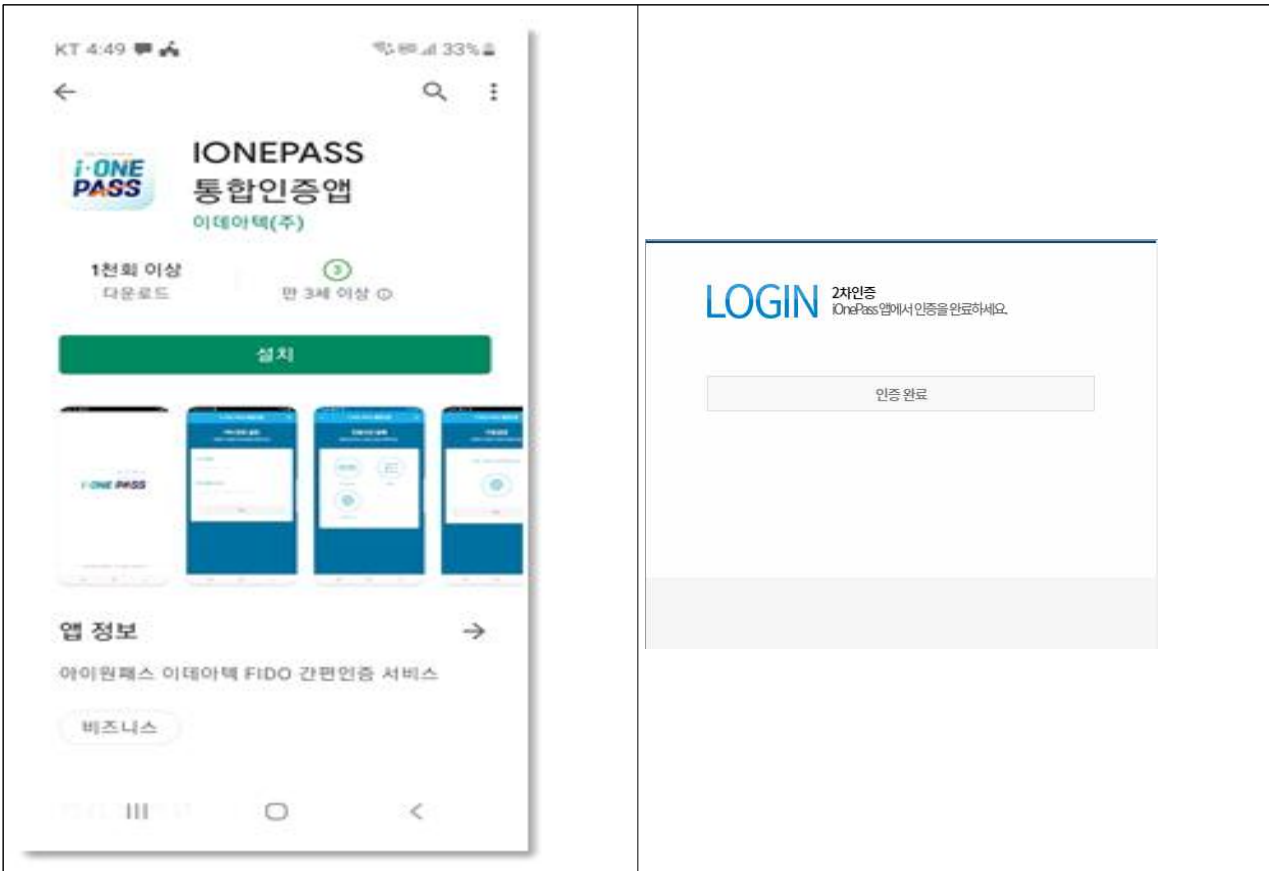 KT 4:49
33%
i·ONE
PASS
IONEPASS
통합인증앱
이데아텍(주)
1천회 이상
다운로드
3
만 3세 이상
설치
i·ONE PASS
앱 정보
아이원패스 이데아텍 FIDO 간편인증 서비스
비즈니스
LOGIN
2차인증
iOnePass 앱에서 인증을 완료하세요.
인증 완료